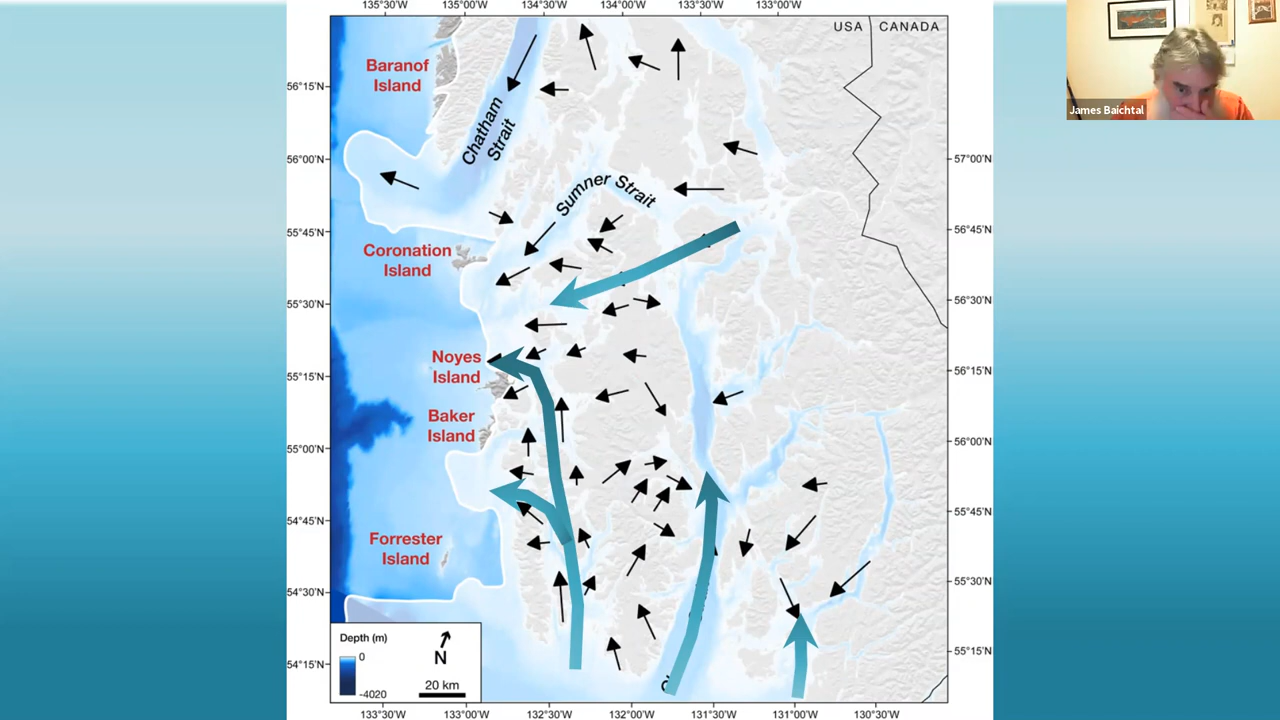 135°30'W 135°00'W 134°30'W 134°00'W 133°30'W 133°00'W
USA CANADA
Baranof
Island
James Baichtal
56°15'N
Chatham
Strait
56°00'N
57°00'N
Sumner Strait
55°45'N
56°45'N
Coronation
Island
55°30'N
56°30'N
Noyes
Island
55°15'N
56°15'N
Baker
Island
55°00'N
56°00'N
54°45'N
55°45'N
Forrester
Island
54°30'N
55°30'N
Depth (m)
0
-4020
N
20 km
54°15'N
55°15'N
133°30'W 133°00'W 132°30'W 132°00'W 131°30'W 131°00'W 130°30'W